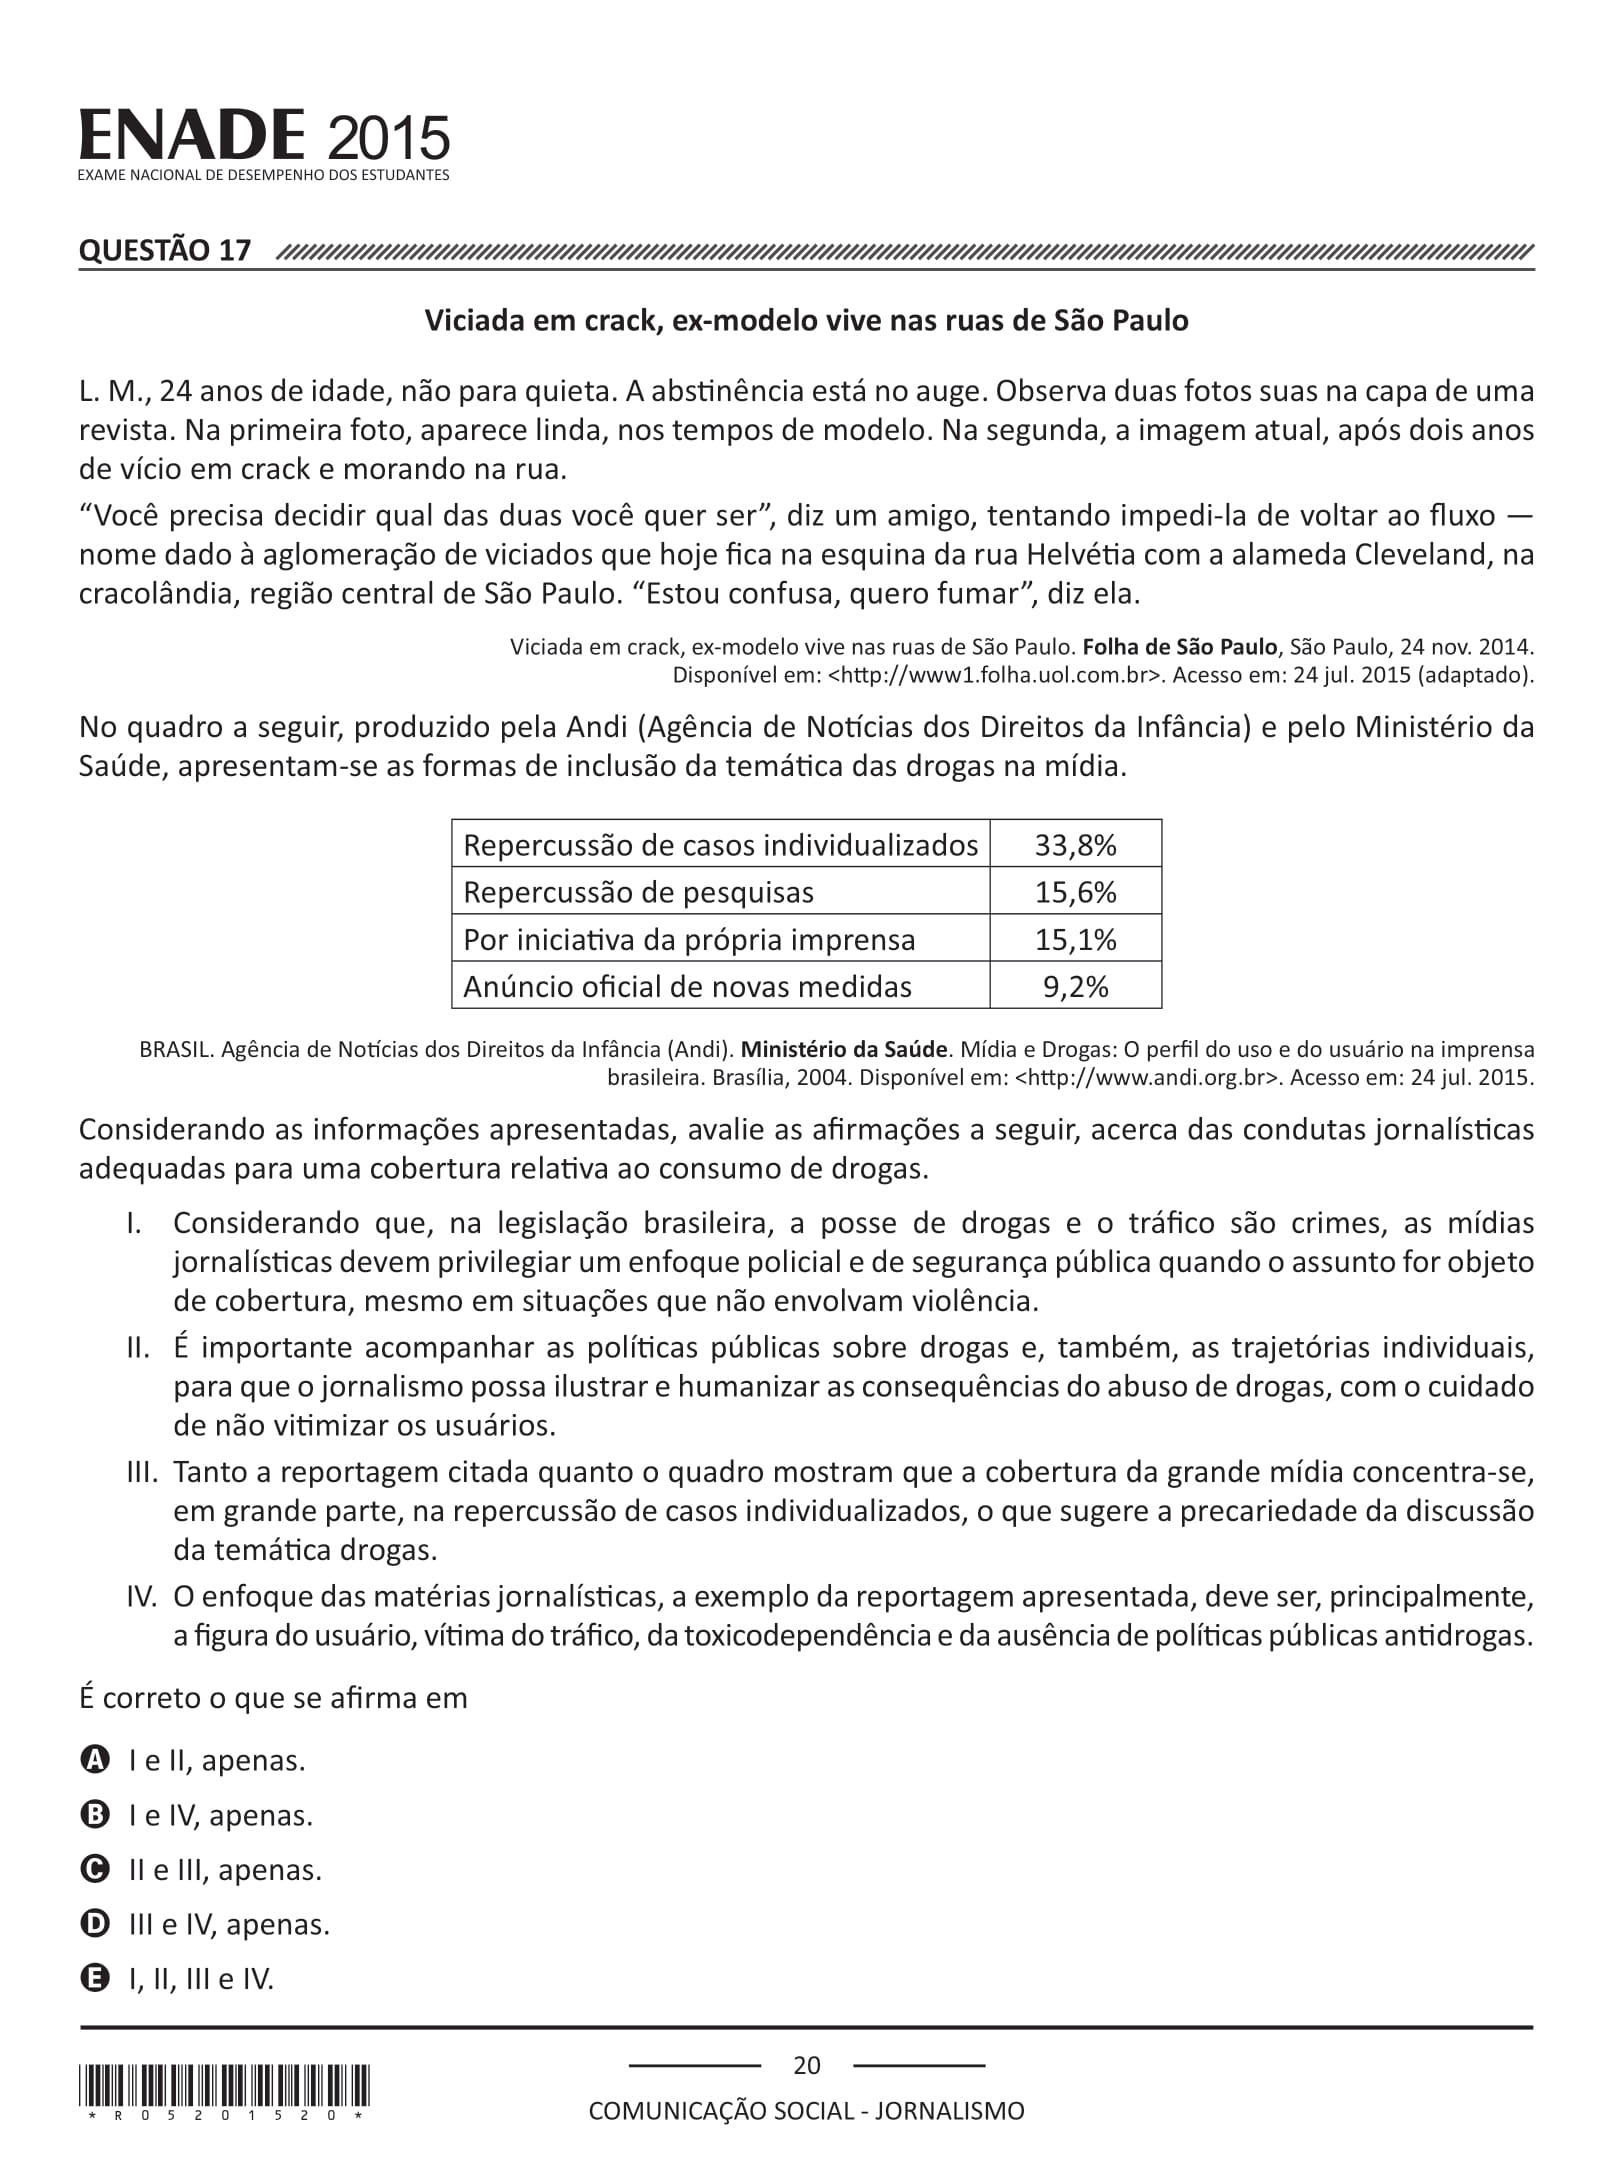 ENADE 2015
EXAME NACIONAL DE DESEMPENHO DOS ESTUDANTES
QUESTÃO 17
Viciada em crack, ex-modelo vive nas ruas de São Paulo
L. M., 24 anos de idade, não para quieta. A abstinência está no auge. Observa duas fotos suas na capa de uma
revista. Na primeira foto, aparece linda, nos tempos de modelo. Na segunda, a imagem atual, após dois anos
de vício em crack e morando na rua.
“Você precisa decidir qual das duas você quer ser”, diz um amigo, tentando impedi-la de voltar ao fluxo —
nome dado à aglomeração de viciados que hoje fica na esquina da rua Helvétia com a alameda Cleveland, na
cracolândia, região central de São Paulo. “Estou confusa, quero fumar”, diz ela.
Viciada em crack, ex-modelo vive nas ruas de São Paulo. Folha de São Paulo, São Paulo, 24 nov. 2014.
Disponível em: <http://www1.folha.uol.com.br>. Acesso em: 24 jul. 2015 (adaptado).
No quadro a seguir, produzido pela Andi (Agência de Notícias dos Direitos da Infância) e pelo Ministério da
Saúde, apresentam-se as formas de inclusão da temática das drogas na mídia.
Repercussão de casos individualizados 33,8%
Repercussão de pesquisas 15,6%
Por iniciativa da própria imprensa 15,1%
Anúncio oficial de novas medidas 9,2%
BRASIL. Agência de Notícias dos Direitos da Infância (Andi). Ministério da Saúde. Mídia e Drogas: O perfil do uso e do usuário na imprensa
brasileira. Brasília, 2004. Disponível em: <http://www.andi.org.br>. Acesso em: 24 jul. 2015.
Considerando as informações apresentadas, avalie as afirmações a seguir, acerca das condutas jornalísticas
adequadas para uma cobertura relativa ao consumo de drogas.
I. Considerando que, na legislação brasileira, a posse de drogas e o tráfico são crimes, as mídias
jornalísticas devem privilegiar um enfoque policial e de segurança pública quando o assunto for objeto
de cobertura, mesmo em situações que não envolvam violência.
II. É importante acompanhar as políticas públicas sobre drogas e, também, as trajetórias individuais,
para que o jornalismo possa ilustrar e humanizar as consequências do abuso de drogas, com o cuidado
de não vitimizar os usuários.
III. Tanto a reportagem citada quanto o quadro mostram que a cobertura da grande mídia concentra-se,
em grande parte, na repercussão de casos individualizados, o que sugere a precariedade da discussão
da temática drogas.
IV. O enfoque das matérias jornalísticas, a exemplo da reportagem apresentada, deve ser, principalmente,
a figura do usuário, vítima do tráfico, da toxicodependência e da ausência de políticas públicas antidrogas.
É correto o que se afirma em
A I e II, apenas.
B I e IV, apenas.
C II e III, apenas.
D III e IV, apenas.
E I, II, III e IV.
20
*R05201520*
COMUNICAÇÃO SOCIAL - JORNALISMO